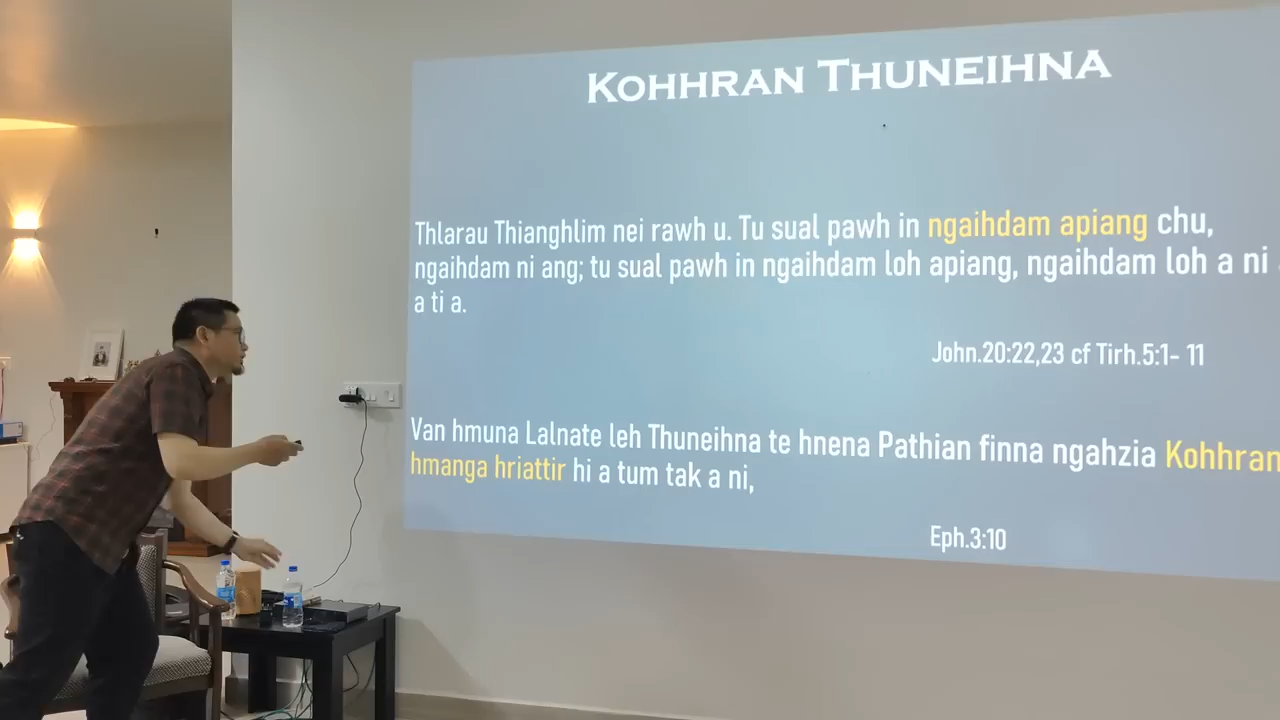 KOHHRAN THUNEIHNA
Thlarau Thianghlim nei rawh u. Tu sual pawh in ngaihdam apiang chu,
ngaihdam ni ang; tu sual pawh in ngaihdam loh apiang, ngaihdam loh a ni
a ti a.
John.20:22,23 cf Tirh.5:1- 11
Van hmuna Lalnate leh Thuneihna te hnena Pathian finna ngahzia Kohhran
hmanga hriattir hi a tum tak a ni,
Eph.3:10